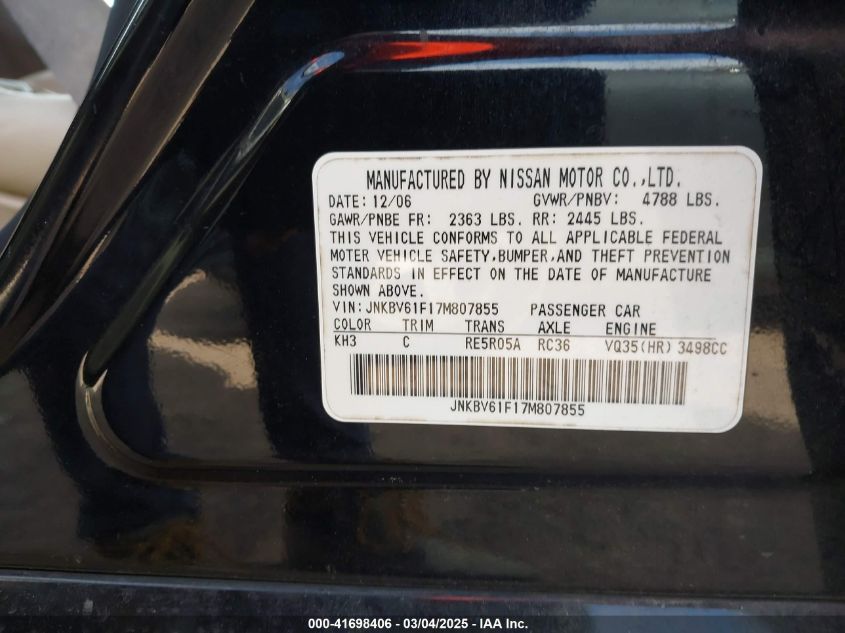 MANUFACTURED BY NISSAN MOTOR CO.,LTD.
DATE: 12/06 GVWR/PNBV: 4788 LBS.
GAWR/PNBE FR: 2363 LBS. RR: 2445 LBS.
THIS VEHICLE CONFORMS TO ALL APPLICABLE FEDERAL
MOTER VEHICLE SAFETY,BUMPER,AND THEFT PREVENTION
STANDARDS IN EFFECT ON THE DATE OF MANUFACTURE
SHOWN ABOVE.
VIN: JNKBV61F17M807855 PASSENGER CAR
COLOR TRIM TRANS AXLE ENGINE
KH3 C RE5R05A RC36 VQ35(HR) 3498CC
JNKBV61F17M807855
000-41698406 - 03/04/2025 - IAA Inc.